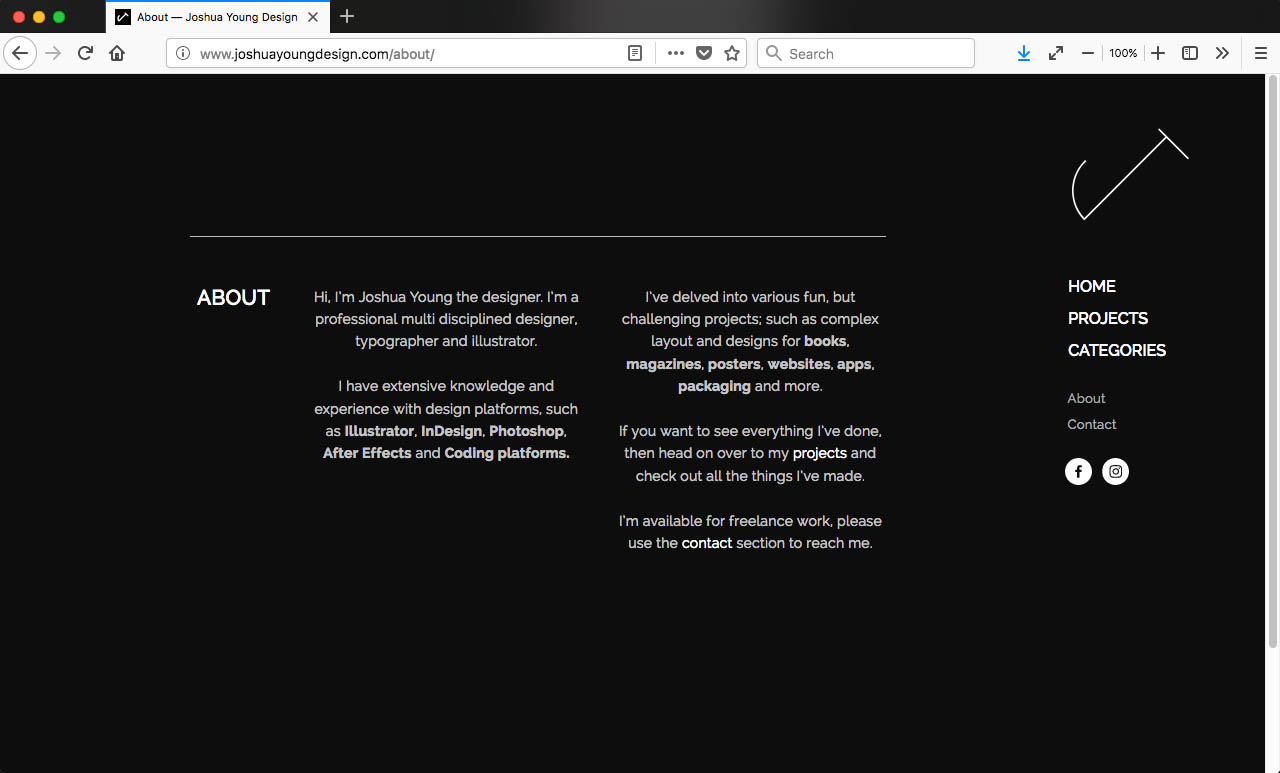 About — Joshua Young Design
www.joshuayoungdesign.com/about/
Search
100%
ABOUT
Hi, I'm Joshua Young the designer. I'm a
professional multi disciplined designer,
typographer and illustrator.
I have extensive knowledge and
experience with design platforms, such
as Illustrator, InDesign, Photoshop,
After Effects and Coding platforms.
I've delved into various fun, but
challenging projects; such as complex
layout and designs for books,
magazines, posters, websites, apps,
packaging and more.
If you want to see everything I've done,
then head on over to my projects and
check out all the things I've made.
I'm available for freelance work, please
use the contact section to reach me.
HOME
PROJECTS
CATEGORIES
About
Contact